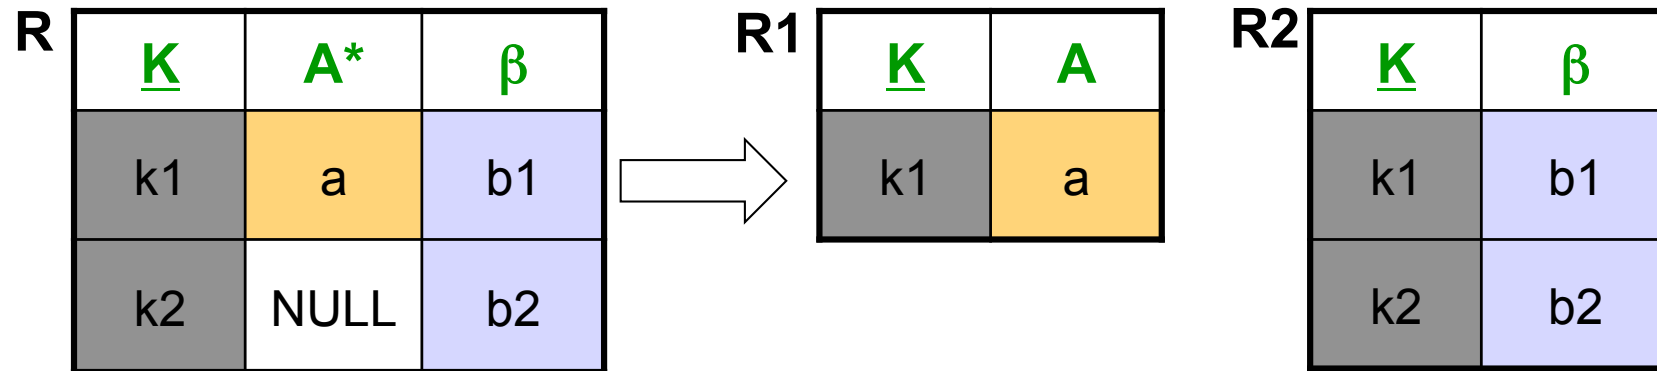 R
K A* β
k1 a b1
k2 NULL b2
R1
K A
k1 a
R2
K β
k1 b1
k2 b2